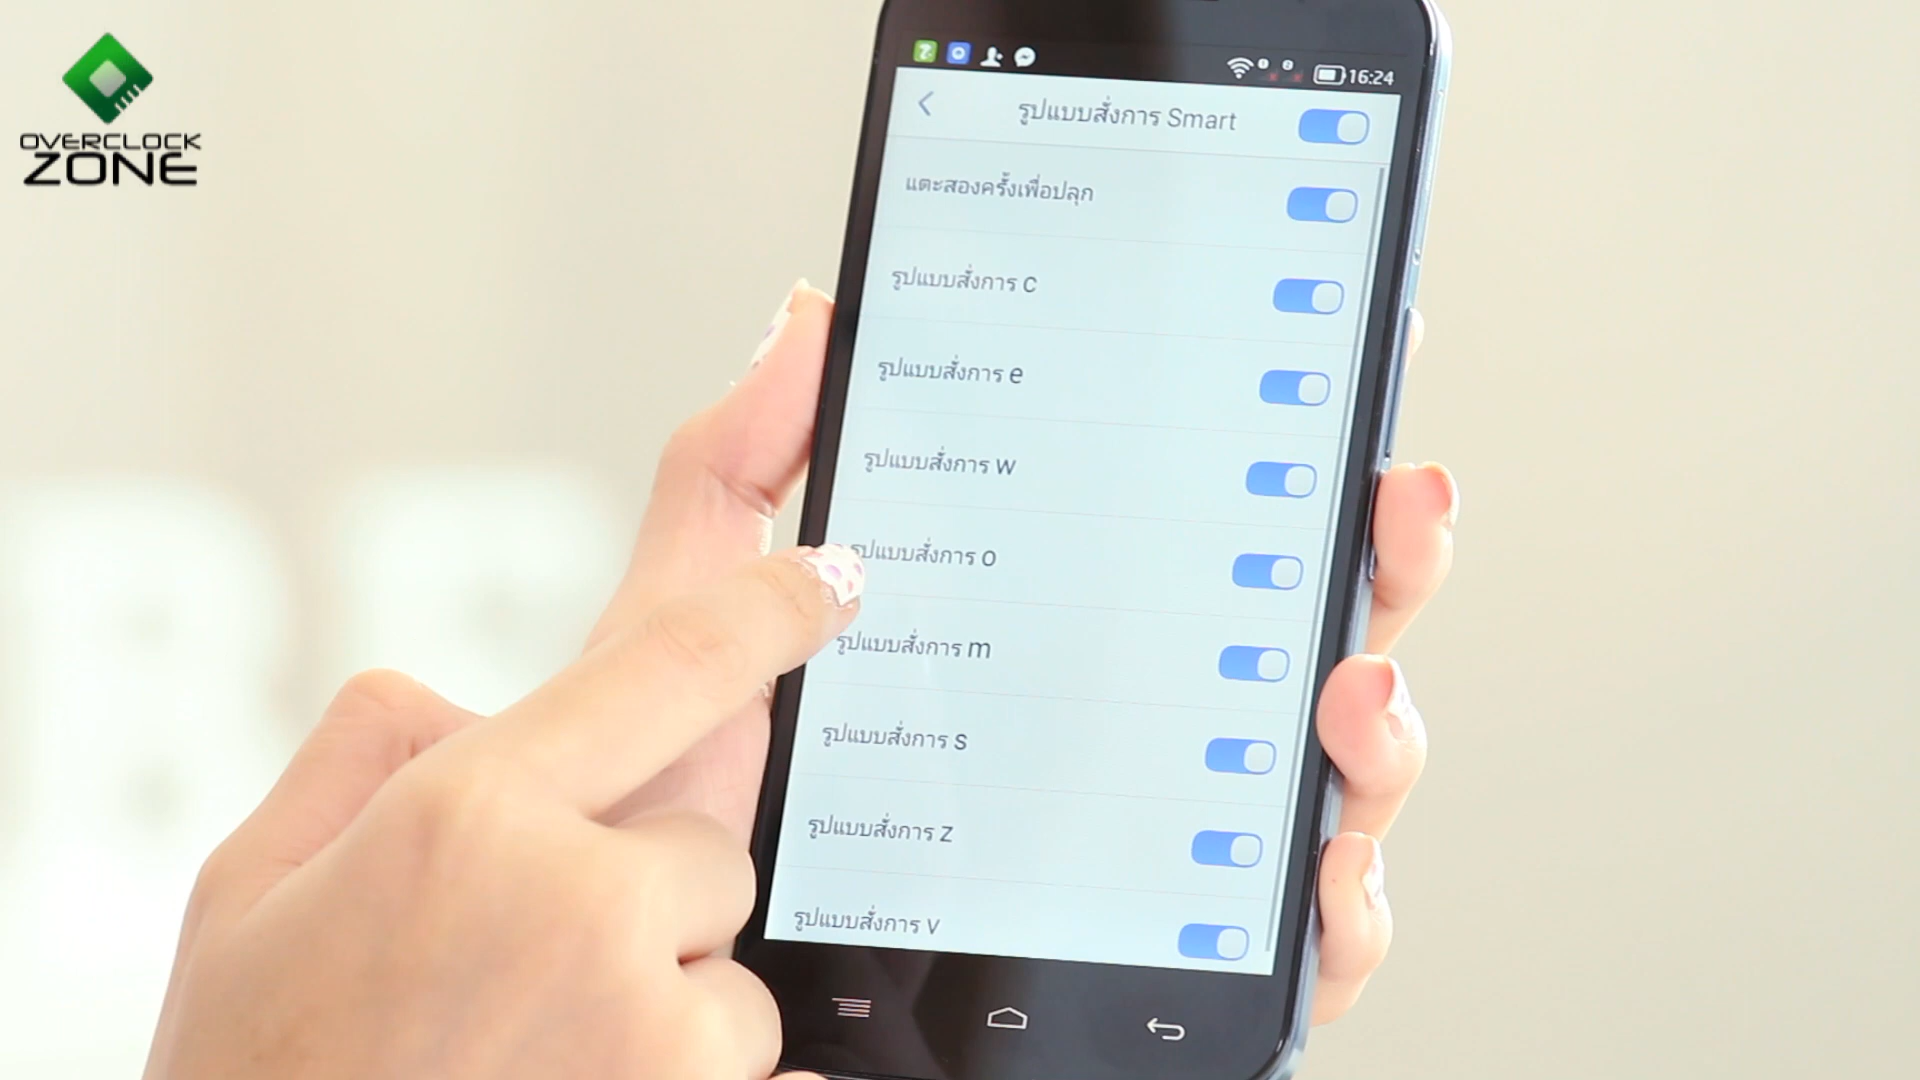 OVERCLOCK
ZONE
16:24
รูปแบบสั่งการ Smart
แตะสองครั้งเพื่อปลุก
รูปแบบสั่งการ c
รูปแบบสั่งการ e
รูปแบบสั่งการ w
รูปแบบสั่งการ o
รูปแบบสั่งการ m
รูปแบบสั่งการ s
รูปแบบสั่งการ z
รูปแบบสั่งการ v